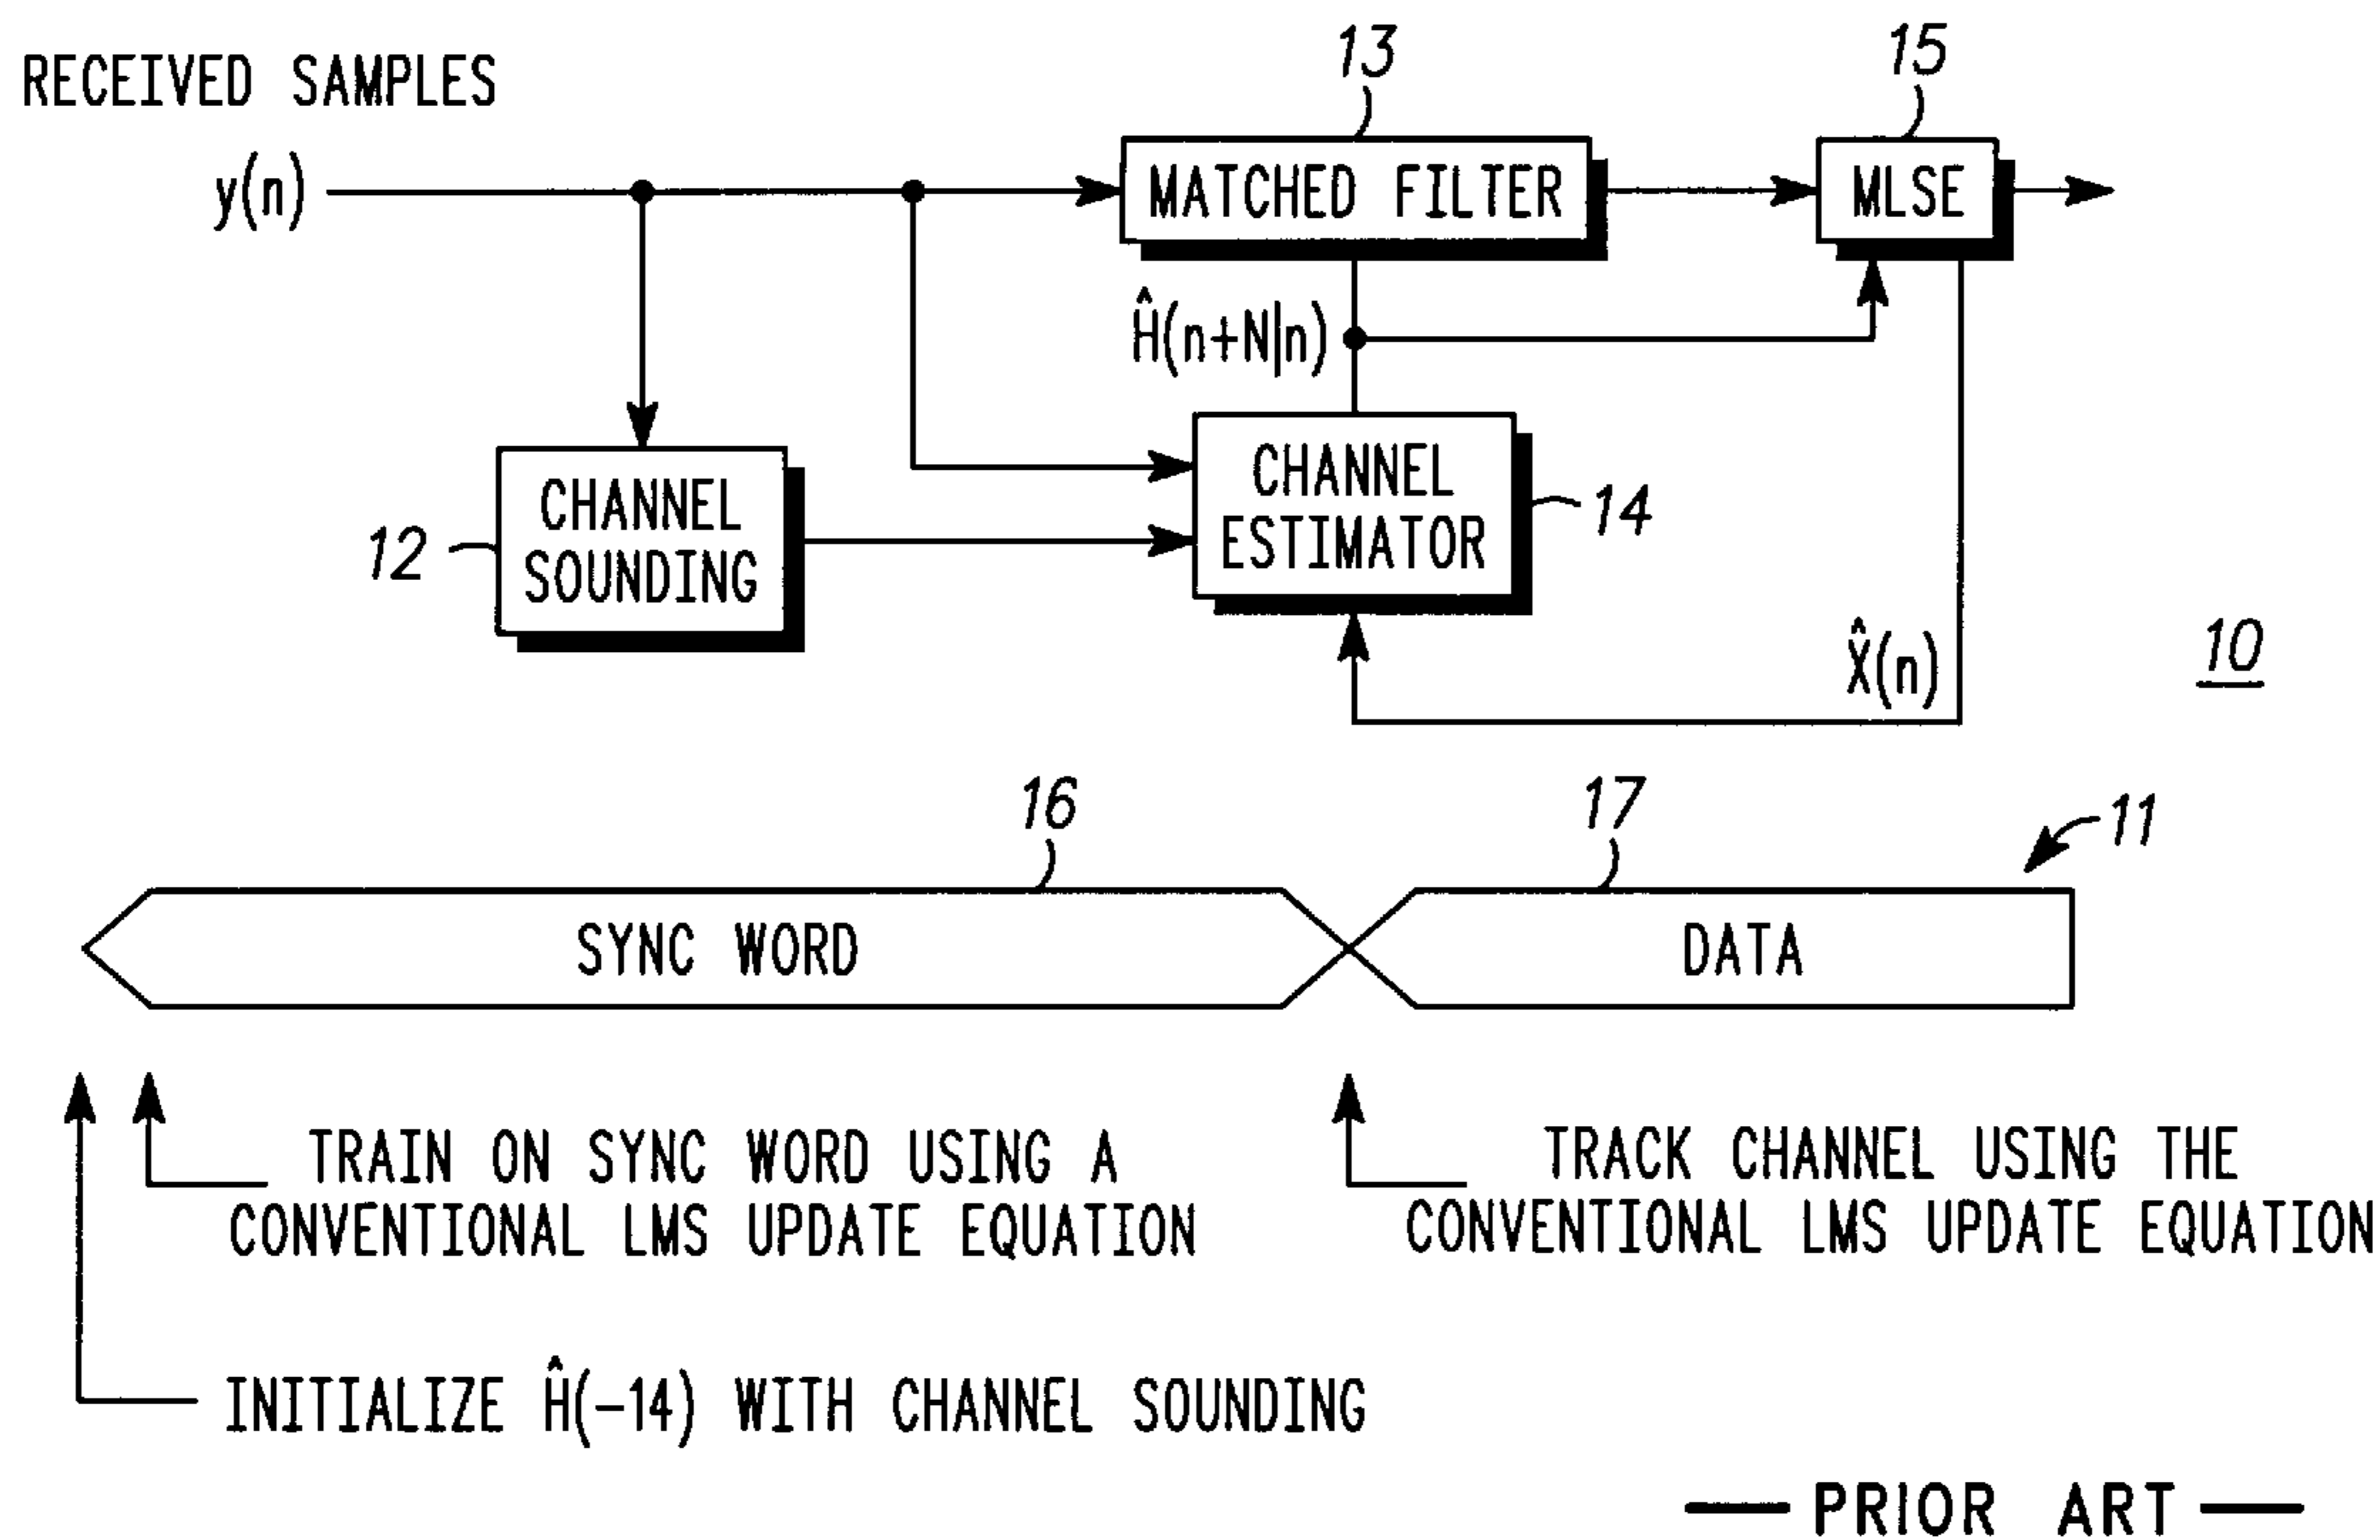 RECEIVED SAMPLES
13
15
y(n)
MATCHED FILTER
MLSE
Ĥ(n+N|n)
CHANNEL
SOUNDING
12
CHANNEL
ESTIMATOR
14
X̂(n)
10
16
17
11
SYNC WORD
DATA
TRAIN ON SYNC WORD USING A
CONVENTIONAL LMS UPDATE EQUATION
TRACK CHANNEL USING THE
CONVENTIONAL LMS UPDATE EQUATION
INITIALIZE Ĥ(−14) WITH CHANNEL SOUNDING
— PRIOR ART —